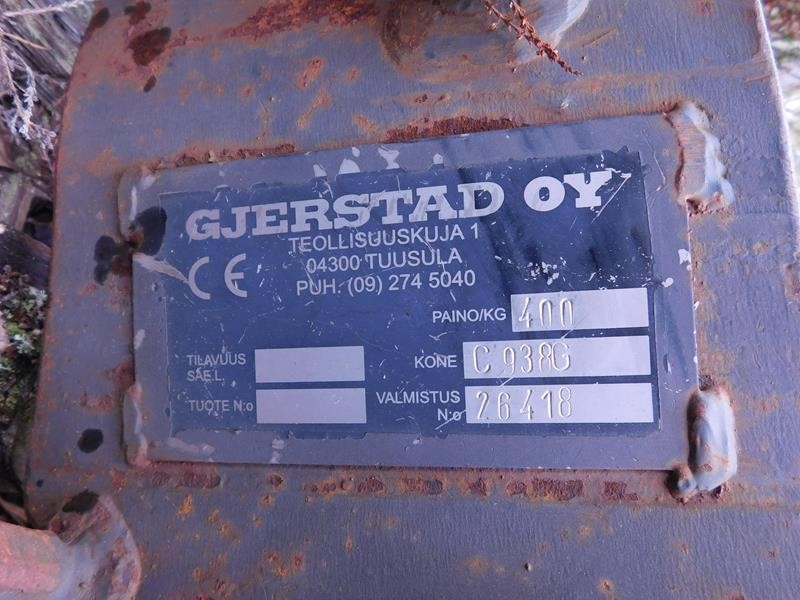 GJERSTAD OY
TEOLLISUUSKUJA 1
04300 TUUSULA
PUH. (09) 274 5040
CE
PAINO/KG 400
TILAVUUS
SAE L.
KONE C 938G
TUOTE N:o
VALMISTUS
N:o 26418